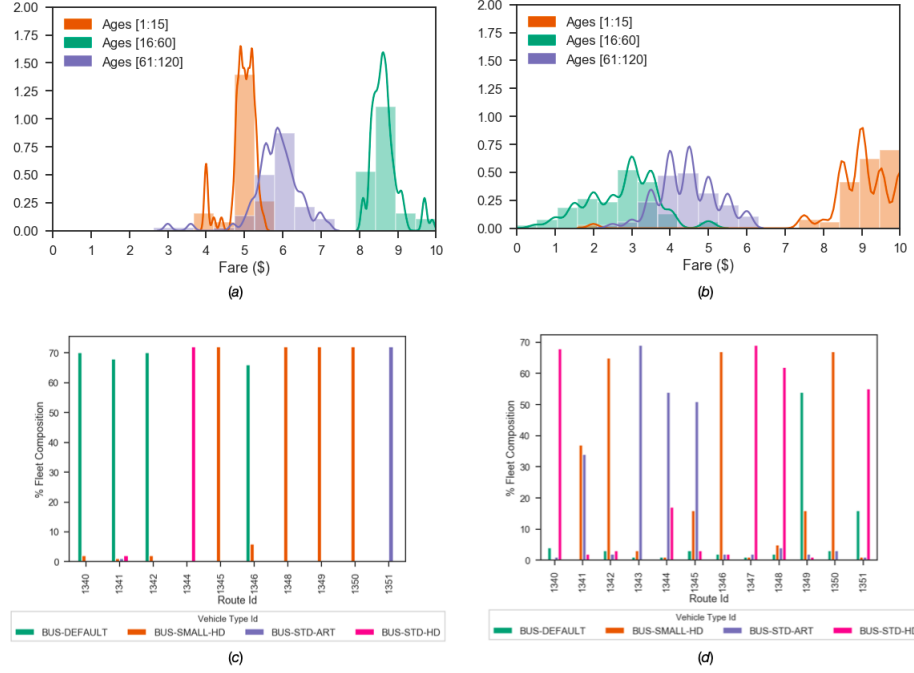 2.00
1.75
1.50
1.25
1.00
0.75
0.50
0.25
0.00
Ages [1:15]
Ages [16:60]
Ages [61:120]
0 1 2 3 4 5 6 7 8 9 10
Fare ($)
(a)
2.00
1.75
1.50
1.25
1.00
0.75
0.50
0.25
0.00
Ages [1:15]
Ages [16:60]
Ages [61:120]
0 1 2 3 4 5 6 7 8 9 10
Fare ($)
(b)
% Fleet Composition
70
60
50
40
30
20
10
0
1340 1341 1342 1344 1345 1346 1348 1349 1350 1351
Route Id
Vehicle Type Id
BUS-DEFAULT BUS-SMALL-HD BUS-STD-ART BUS-STD-HD
(c)
% Fleet Composition
70
60
50
40
30
20
10
0
1340 1341 1342 1343 1344 1345 1346 1347 1348 1349 1350 1351
Route Id
Vehicle Type Id
BUS-DEFAULT BUS-SMALL-HD BUS-STD-ART BUS-STD-HD
(d)